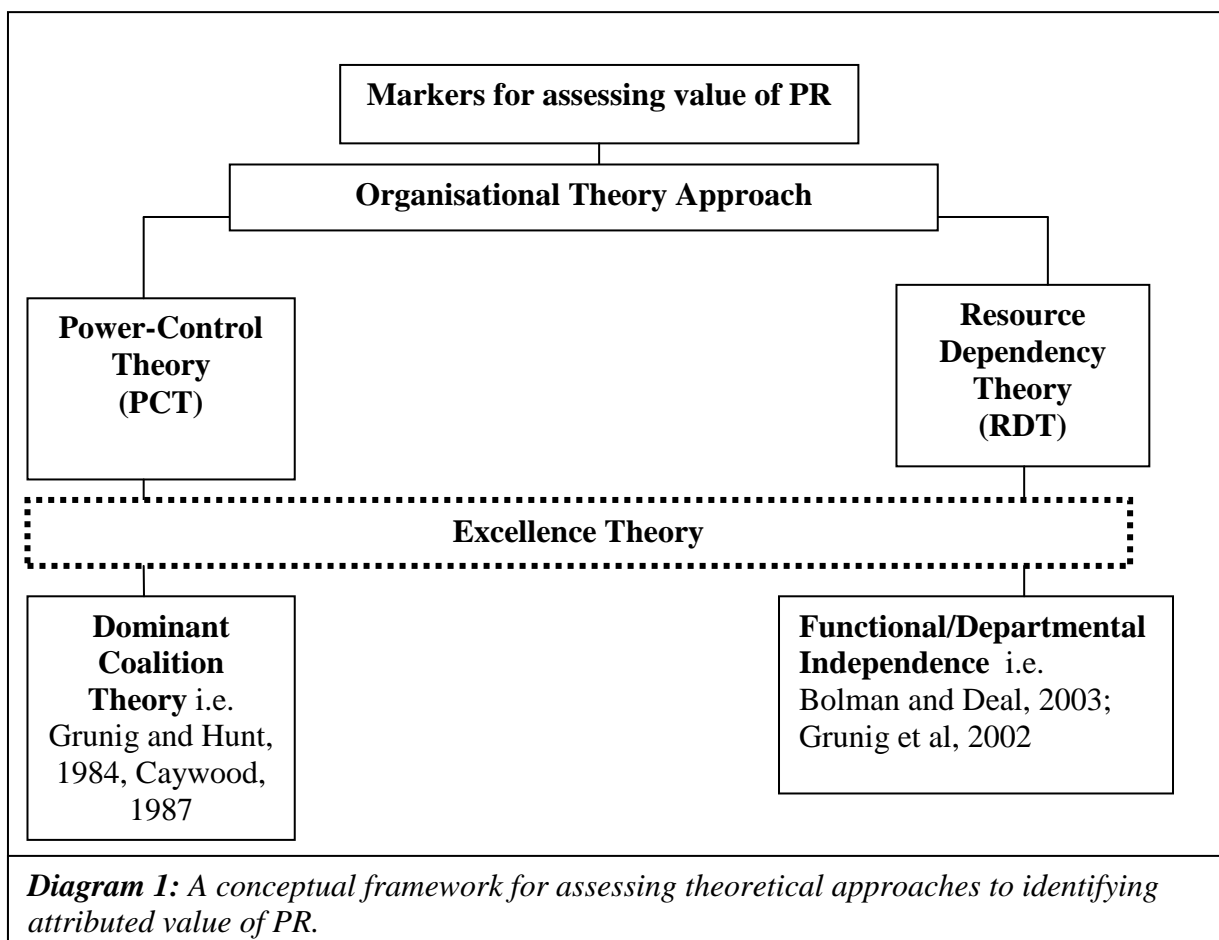 Markers for assessing value of PR
Organisational Theory Approach
Power-Control
Theory
(PCT)
Resource
Dependency
Theory
(RDT)
Excellence Theory
Dominant
Coalition
Theory i.e.
Grunig and Hunt,
1984, Caywood,
1987
Functional/Departmental
Independence i.e.
Bolman and Deal, 2003;
Grunig et al, 2002
Diagram 1: A conceptual framework for assessing theoretical approaches to identifying
attributed value of PR.